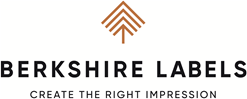 BERKSHIRE LABELS
CREATE THE RIGHT IMPRESSION